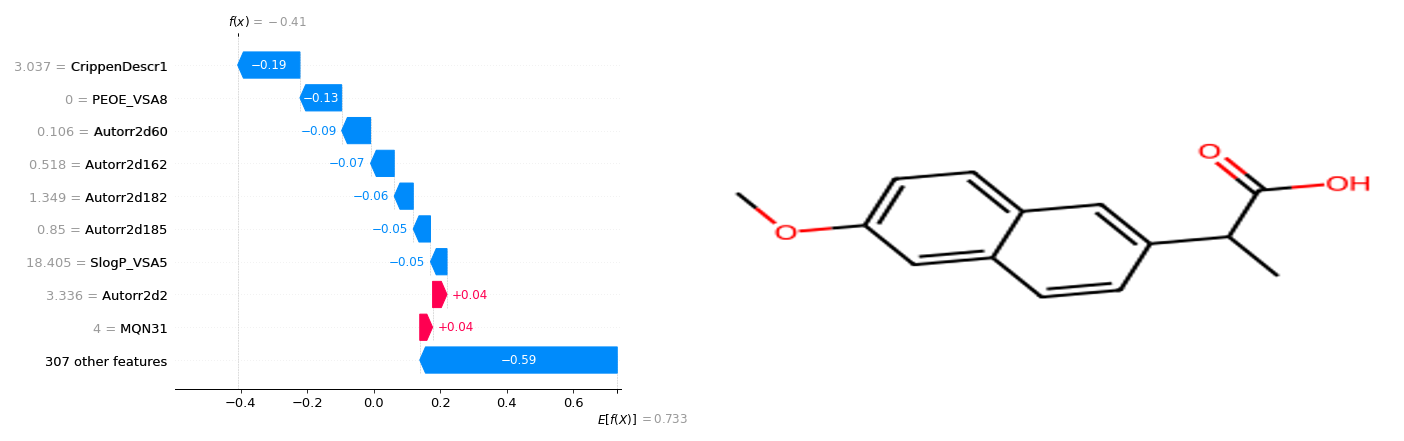 f(x) = −0.41
3.037 = CrippenDescr1
−0.19
0 = PEOE_VSA8
−0.13
0.106 = Autorr2d60
−0.09
0.518 = Autorr2d162
−0.07
1.349 = Autorr2d182
−0.06
0.85 = Autorr2d185
−0.05
18.405 = SlogP_VSA5
−0.05
3.336 = Autorr2d2
+0.04
4 = MQN31
+0.04
307 other features
−0.59
−0.4 −0.2 0.0 0.2 0.4 0.6
E[f(X)] = 0.733
O
OH
O